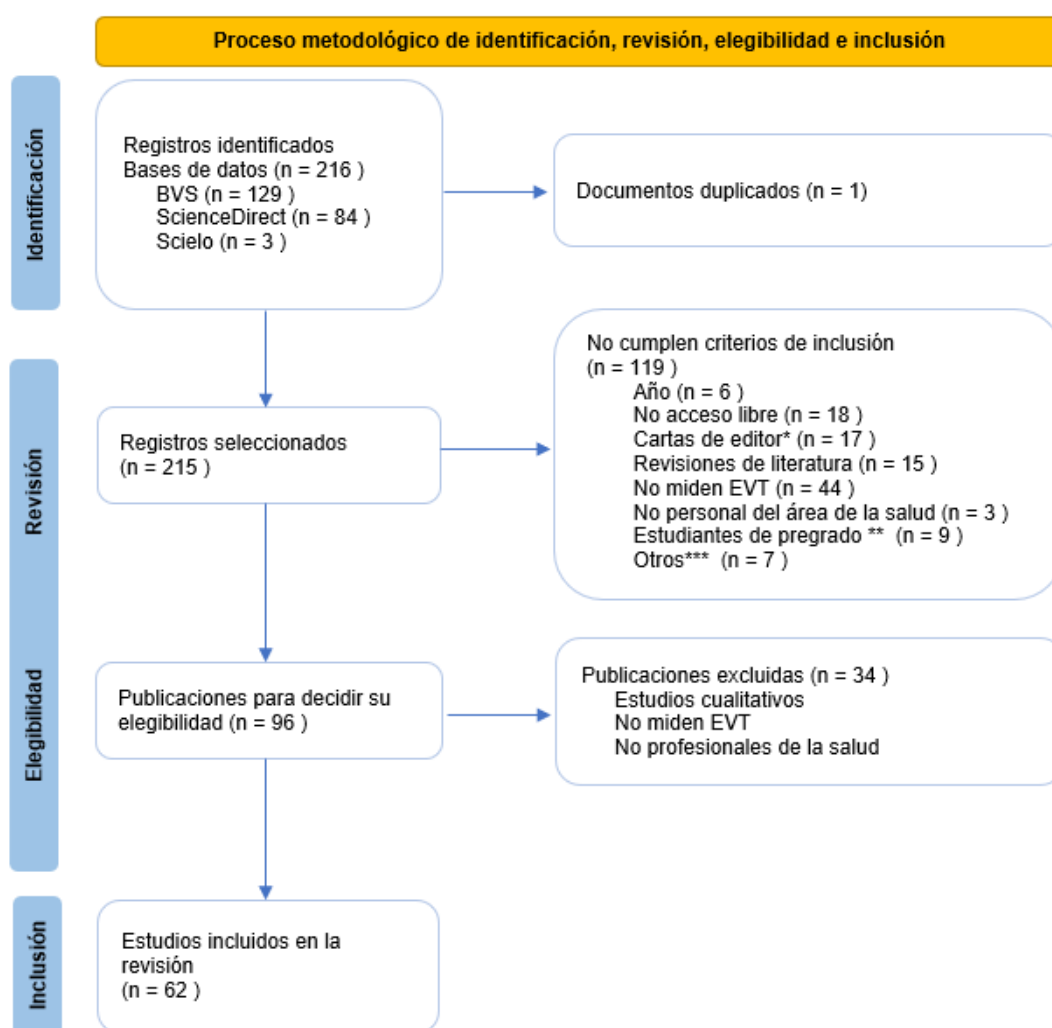 Proceso metodológico de identificación, revisión, elegibilidad e inclusión
Identificación
Registros identificados
Bases de datos (n = 216 )
BVS (n = 129 )
ScienceDirect (n = 84 )
Scielo (n = 3 )
Documentos duplicados (n = 1)
Revisión
Registros seleccionados
(n = 215 )
No cumplen criterios de inclusión
(n = 119 )
Año (n = 6 )
No acceso libre (n = 18 )
Cartas de editor* (n = 17 )
Revisiones de literatura (n = 15 )
No miden EVT (n = 44 )
No personal del área de la salud (n = 3 )
Estudiantes de pregrado ** (n = 9 )
Otros*** (n = 7 )
Elegibilidad
Publicaciones para decidir su
elegibilidad (n = 96 )
Publicaciones excluidas (n = 34 )
Estudios cualitativos
No miden EVT
No profesionales de la salud
Inclusión
Estudios incluidos en la
revisión
(n = 62 )